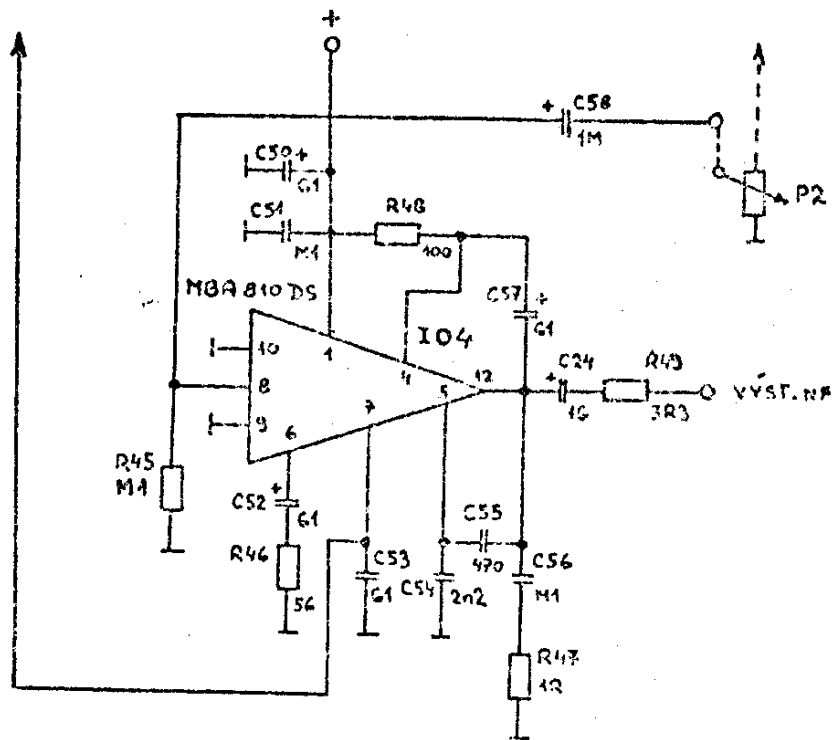 +
+ C58
1M
P2
C50 +
G1
C51
M1
R48
100
MBA 810 DS
C57 +
G1
IO4
10
1
4
8
5
12
9
6
7
+ C24
1G
R49
3R3
VÝST. NF
R45
M1
+
C52
G1
R46
56
C53
G1
C54
2n2
C55
470
C56
M1
R47
1R